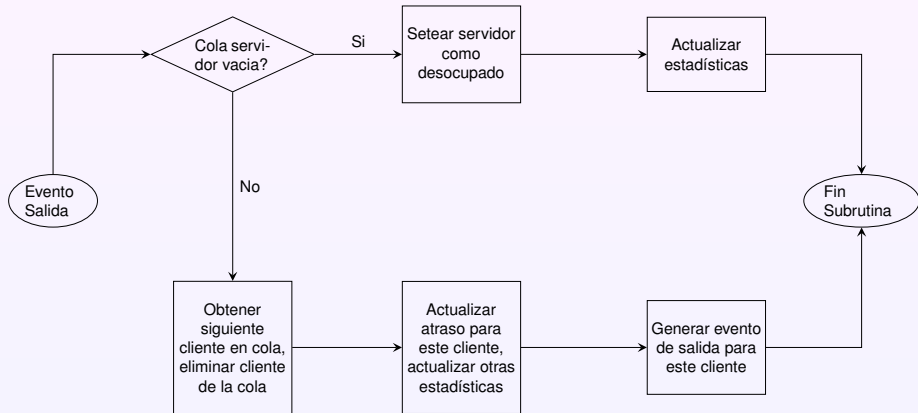 Cola servi-
dor vacia?
Si
Setear servidor
como
desocupado
Actualizar
estadísticas
Evento
Salida
No
Fin
Subrutina
Obtener
siguiente
cliente en cola,
eliminar cliente
de la cola
Actualizar
atraso para
este cliente,
actualizar otras
estadísticas
Generar evento
de salida para
este cliente